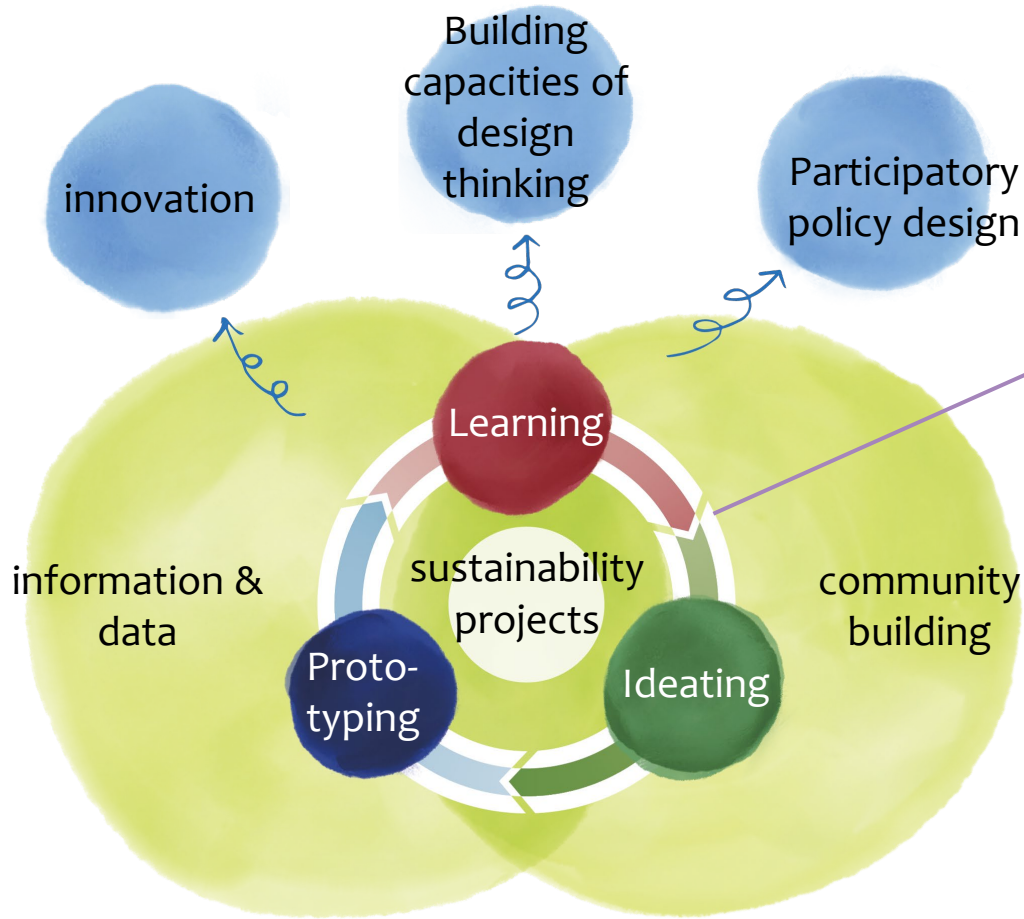 Building
capacities of
design
thinking
innovation
Participatory
policy design
Learning
information &
data
sustainability
projects
community
building
Proto-
typing
Ideating